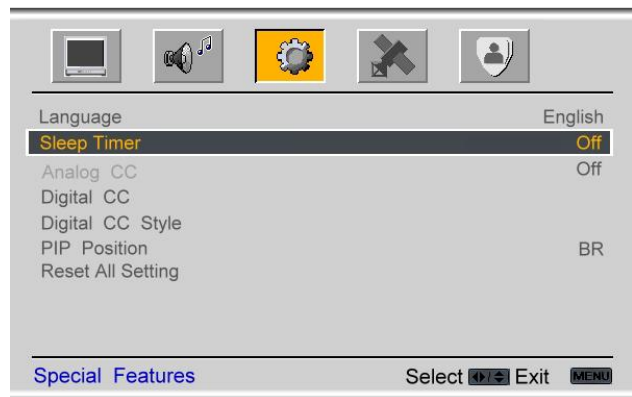 Language English
Sleep Timer Off
Analog CC Off
Digital CC
Digital CC Style
PIP Position BR
Reset All Setting
Special Features Select Exit MENU